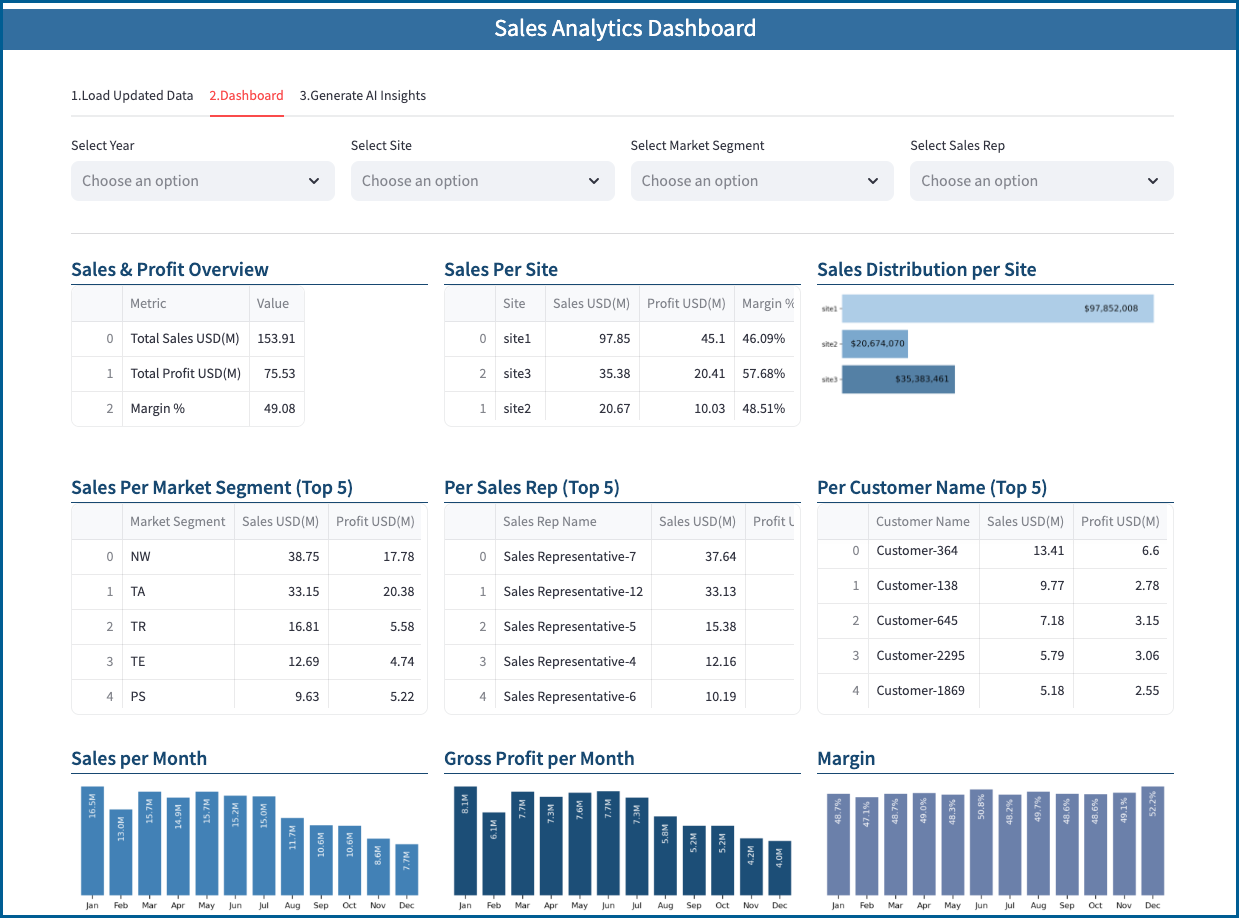 Sales Analytics Dashboard
1.Load Updated Data 2.Dashboard 3.Generate AI Insights
Select Year Select Site Select Market Segment Select Sales Rep
Choose an option Choose an option Choose an option Choose an option
Sales & Profit Overview
Metric Value
0 Total Sales USD(M) 153.91
1 Total Profit USD(M) 75.53
2 Margin % 49.08
Sales Per Site
Site Sales USD(M) Profit USD(M) Margin %
0 site1 97.85 45.1 46.09%
2 site3 35.38 20.41 57.68%
1 site2 20.67 10.03 48.51%
Sales Distribution per Site
site1 $97,852,008
site2 $20,674,070
site3 $35,383,461
Sales Per Market Segment (Top 5)
Market Segment Sales USD(M) Profit USD(M)
0 NW 38.75 17.78
1 TA 33.15 20.38
2 TR 16.81 5.58
3 TE 12.69 4.74
4 PS 9.63 5.22
Per Sales Rep (Top 5)
Sales Rep Name Sales USD(M) Profit U
0 Sales Representative-7 37.64
1 Sales Representative-12 33.13
2 Sales Representative-5 15.38
3 Sales Representative-4 12.16
4 Sales Representative-6 10.19
Per Customer Name (Top 5)
Customer Name Sales USD(M) Profit USD(M)
0 Customer-364 13.41 6.6
1 Customer-138 9.77 2.78
2 Customer-645 7.18 3.15
3 Customer-2295 5.79 3.06
4 Customer-1869 5.18 2.55
Sales per Month
16.5M 13.0M 15.7M 14.9M 15.7M 15.2M 15.0M 11.7M 10.6M 10.6M 8.6M 7.7M
Jan Feb Mar Apr May Jun Jul Aug Sep Oct Nov Dec
Gross Profit per Month
8.1M 6.1M 7.7M 7.3M 7.6M 7.7M 7.3M 5.8M 5.2M 5.2M 4.2M 4.0M
Jan Feb Mar Apr May Jun Jul Aug Sep Oct Nov Dec
Margin
48.7% 47.1% 48.7% 49.0% 48.3% 50.8% 48.2% 49.7% 48.6% 48.6% 49.1% 52.2%
Jan Feb Mar Apr May Jun Jul Aug Sep Oct Nov Dec